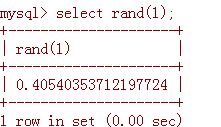 mysql> select rand(1);
+---------------------+
| rand(1)             |
+---------------------+
| 0.40540353712197724 |
+---------------------+
1 row in set (0.00 sec)